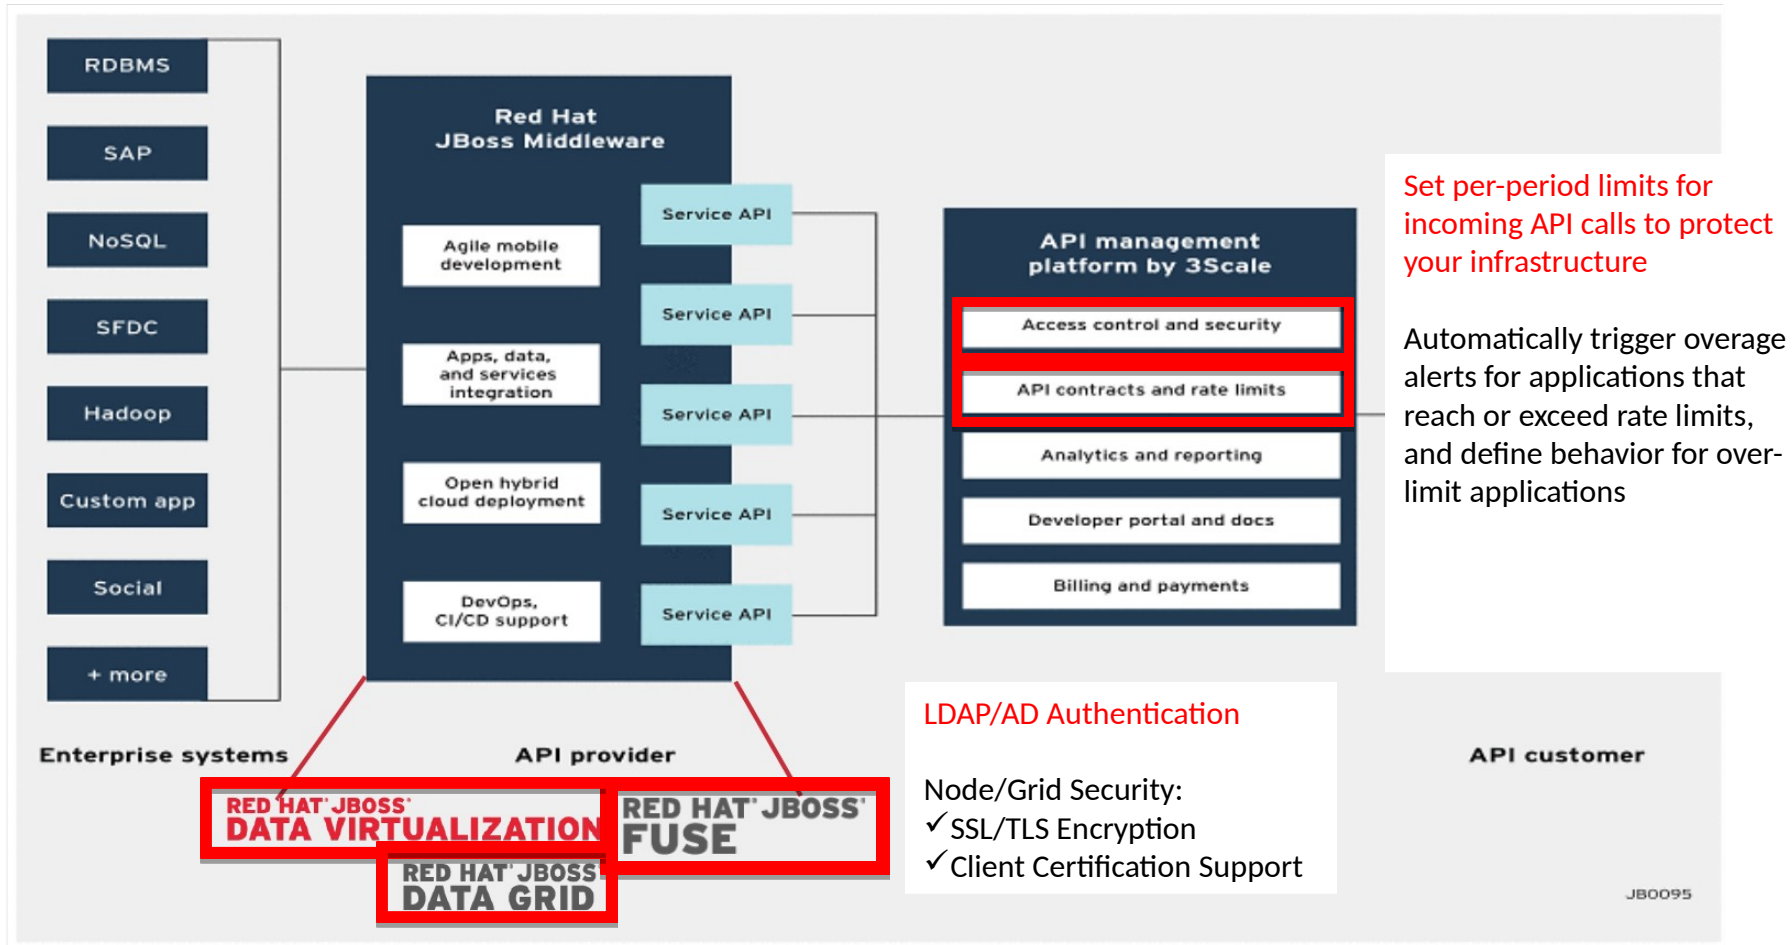 RDBMS
SAP
NoSQL
SFDC
Hadoop
Custom app
Social
+ more
Enterprise systems
Red Hat
JBoss Middleware
Agile mobile
development
Apps, data,
and services
integration
Open hybrid
cloud deployment
DevOps,
CI/CD support
Service API
Service API
Service API
Service API
Service API
API provider
RED HAT® JBOSS®
DATA VIRTUALIZATION
RED HAT® JBOSS®
FUSE
RED HAT® JBOSS
DATA GRID
API management
platform by 3Scale
Access control and security
API contracts and rate limits
Analytics and reporting
Developer portal and docs
Billing and payments
Set per-period limits for
incoming API calls to protect
your infrastructure
Automatically trigger overage
alerts for applications that
reach or exceed rate limits,
and define behavior for over-
limit applications
LDAP/AD Authentication
Node/Grid Security:
✓SSL/TLS Encryption
✓Client Certification Support
API customer
JB0095